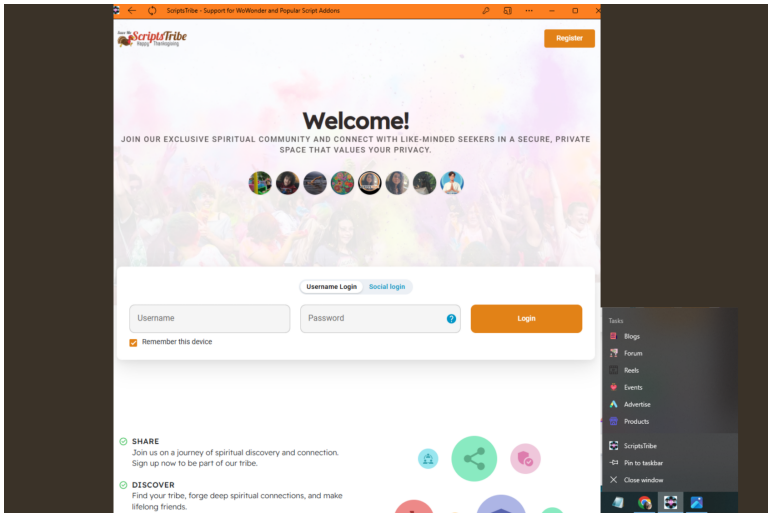 ScriptsTribe - Support for WoWonder and Popular Script Addons
ScriptsTribe
Happy Thanksgiving
Register
Welcome!
JOIN OUR EXCLUSIVE SPIRITUAL COMMUNITY AND CONNECT WITH LIKE-MINDED SEEKERS IN A SECURE, PRIVATE
SPACE THAT VALUES YOUR PRIVACY.
Username Login
Social login
Username
Password
?
Login
Remember this device
SHARE
Join us on a journey of spiritual discovery and connection.
Sign up now to be part of our tribe.
DISCOVER
Find your tribe, forge deep spiritual connections, and make
lifelong friends.
Tasks
Blogs
Forum
Reels
Events
Advertise
Products
ScriptsTribe
Pin to taskbar
Close window